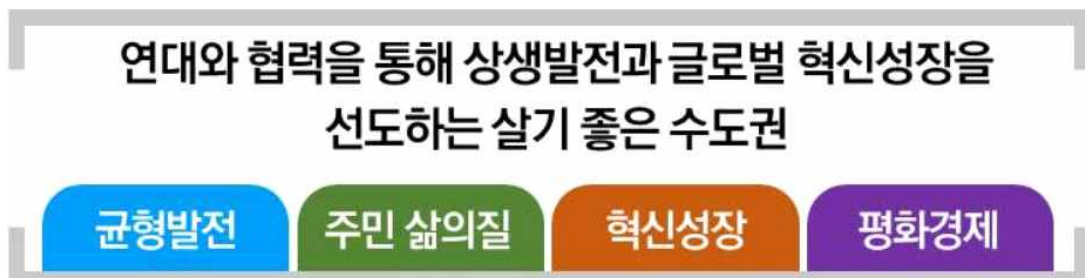 연대와 협력을 통해 상생발전과 글로벌 혁신성장을
선도하는 살기 좋은 수도권
균형발전 주민 삶의질 혁신성장 평화경제